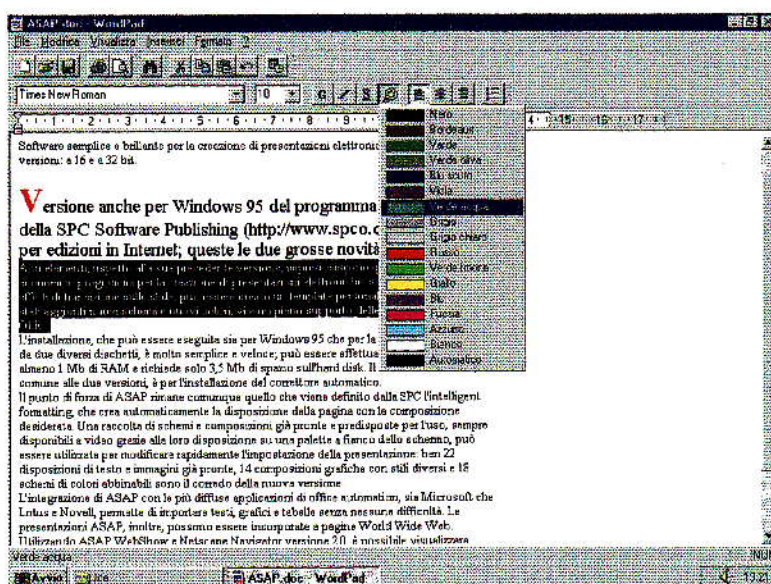 ASAP.doc - WordPad
File Modifica Visualizza Inserisci Formato ?
Times New Roman 10 G S
Software semplice e brillante per la creazione di presentazioni elettroni
versioni: a 16 e a 32 bit.
Versione anche per Windows 95 del programma
della SPC Software Publishing (http://www.spco.c
per edizioni in Internet; queste le due grosse novità
L'installazione, che può essere eseguita sia per Windows 95 che per la
da due diversi dischetti, è molto semplice e veloce; può essere effettua
almeno 1 Mb di RAM e richiede solo 3,5 Mb di spazio sull'hard disk. Il
comune alle due versioni, è per l'installazione del correttore automatico.
Il punto di forza di ASAP rimane comunque quello che viene definito dalla SPC l'intelligent
formatting, che crea automaticamente la disposizione della pagina con la composizione
desiderata. Una raccolta di schemi e composizioni già pronte e predisposte per l'uso, sempre
disponibili a video grazie alla loro disposizione su una palette a fianco dello schermo, può
essere utilizzata per modificare rapidamente l'impostazione della presentazione: ben 22
disposizioni di testo e immagini già pronte, 14 composizioni grafiche con stili diversi e 18
schemi di colori abbinabili sono il corredo della nuova versione
L'integrazione di ASAP con le più diffuse applicazioni di office automation, sia Microsoft che
Lotus e Novell, permette di importare testi, grafici e tabelle senza nessuna difficoltà. Le
presentazioni ASAP, inoltre, possono essere incorporate a pagine World Wide Web.
Utilizzando ASAP WebShow e Netscape Navigator versione 2.0 è possibile visualizzare
Nero
Bordeaux
Verde
Verde oliva
Blu scuro
Viola
Verde acqua
Grigio
Grigio chiaro
Rosso
Verde limone
Giallo
Blu
Fucsia
Azzurro
Bianco
Automatico
Verde acqua NUM
Avvio ASAP.doc - WordPad